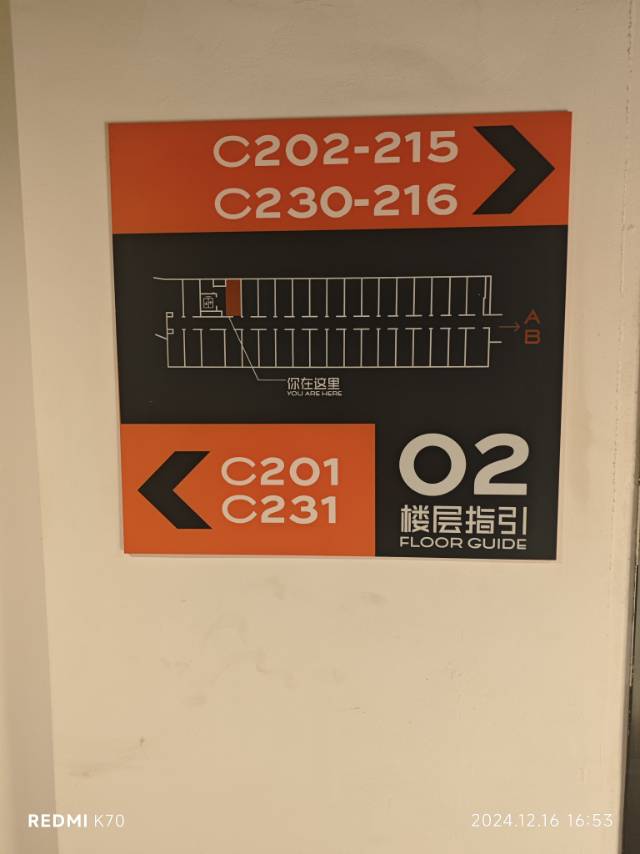 C202-215
C230-216
A
B
你在这里
YOU ARE HERE
C201
C231
02
楼层指引
FLOOR GUIDE
REDMI K70
2024.12.16 16:53